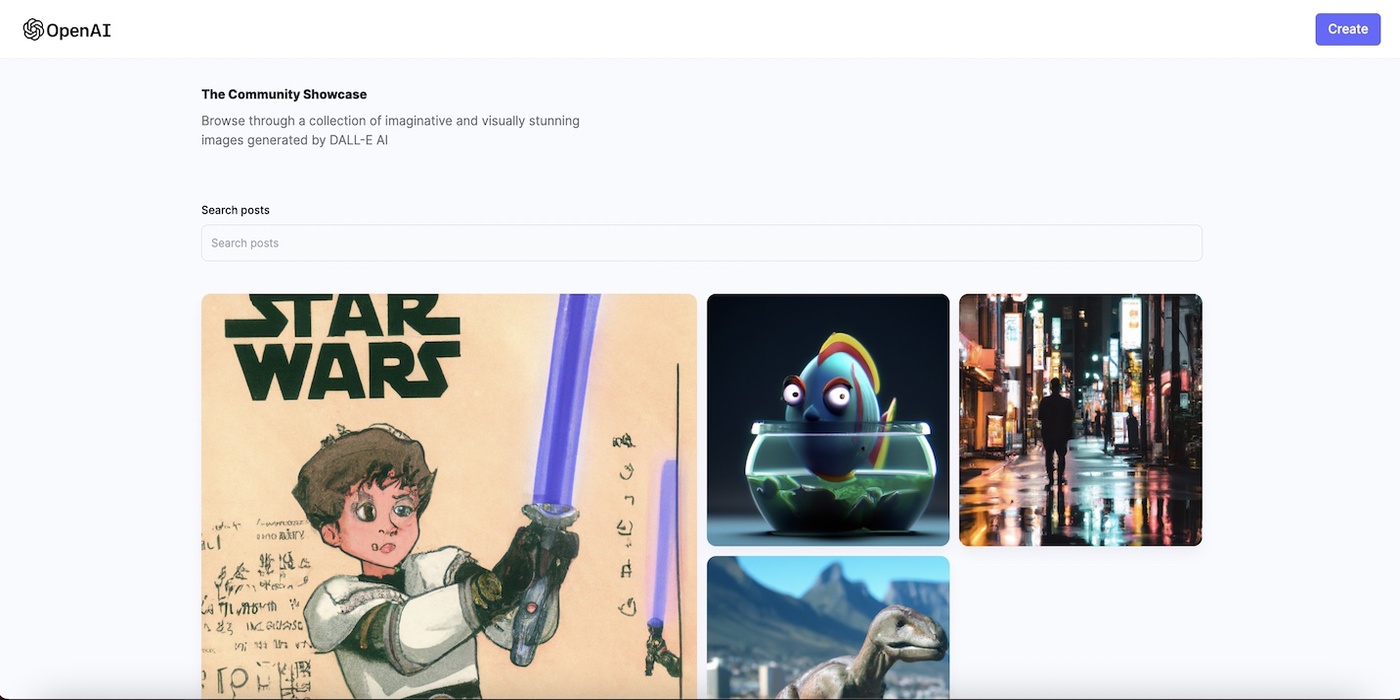 OpenAI
Create
The Community Showcase
Browse through a collection of imaginative and visually stunning
images generated by DALL-E AI
Search posts
Search posts
STAR
WARS